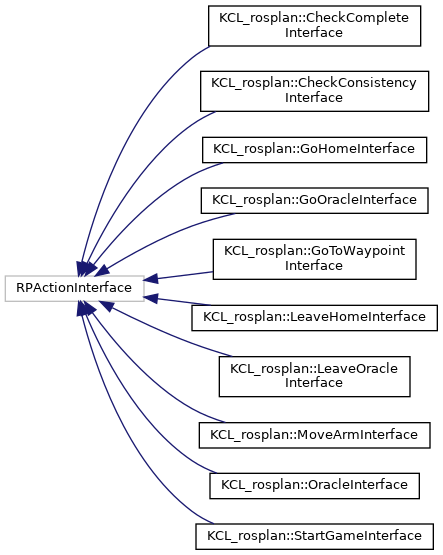 KCL_rosplan::CheckComplete
Interface
KCL_rosplan::CheckConsistency
Interface
KCL_rosplan::GoHomeInterface
KCL_rosplan::GoOracleInterface
KCL_rosplan::GoToWaypoint
Interface
RPActionInterface
KCL_rosplan::LeaveHomeInterface
KCL_rosplan::LeaveOracle
Interface
KCL_rosplan::MoveArmInterface
KCL_rosplan::OracleInterface
KCL_rosplan::StartGameInterface